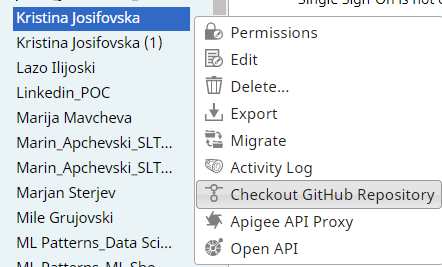 Single Sign On is not
Kristina Josifovska
Kristina Josifovska (1)
Lazo Ilijoski
Linkedin_POC
Marija Mavcheva
Marin_Apchevski_SLT...
Marin_Apchevski_SLT...
Marjan Sterjev
Mile Grujovski
ML Patterns_Data Sci...
Permissions
Edit
Delete...
Export
Migrate
Activity Log
Checkout GitHub Repository
Apigee API Proxy
Open API